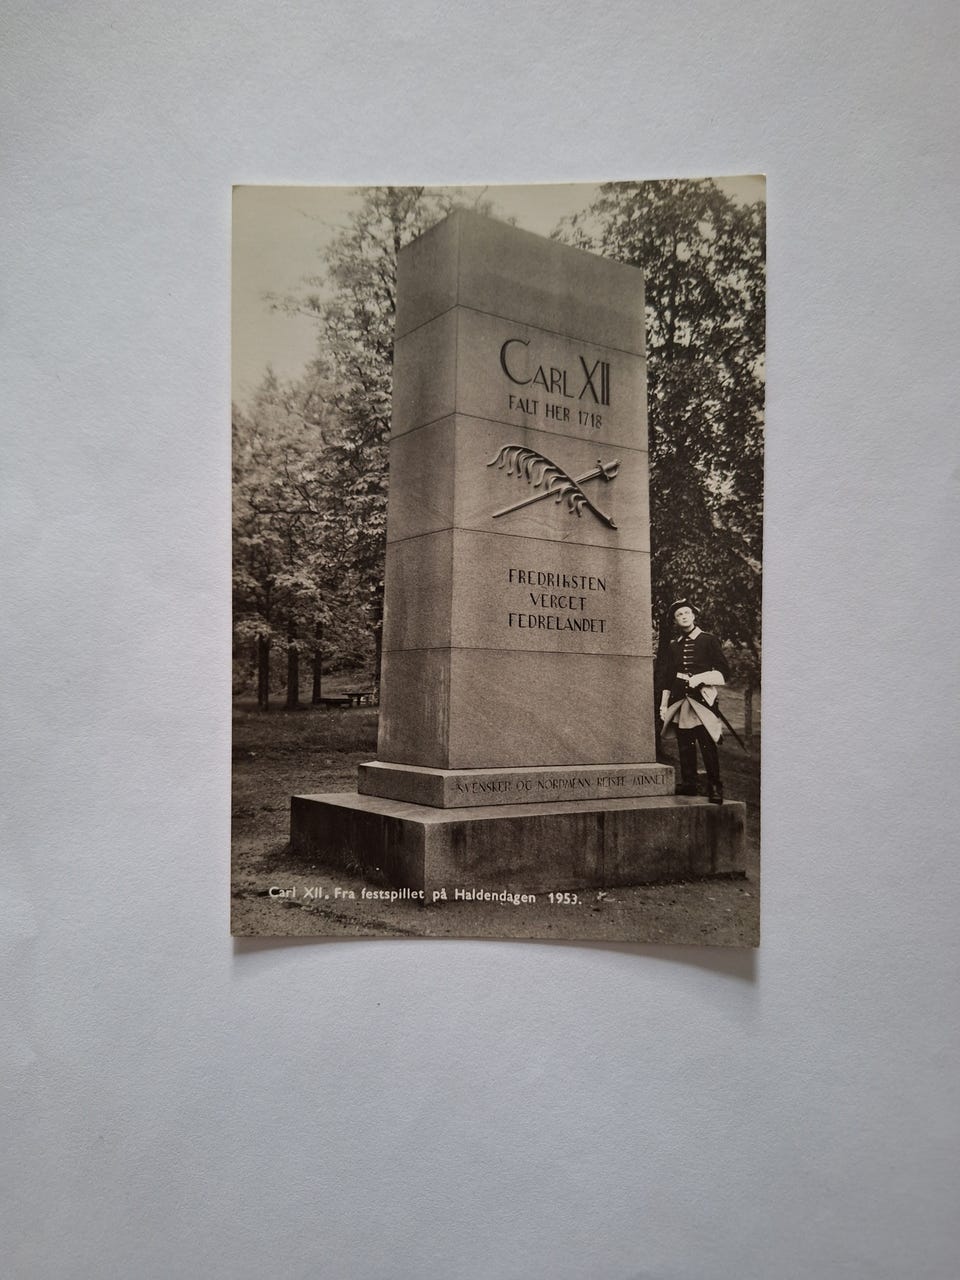 CARL XII
FALT HER 1718
FREDRIKSTEN
VERGET
FEDRELANDET
SVENSKER OG NORDMENN REISTE MINNET
Carl XII. Fra festspillet på Haldendagen 1953.